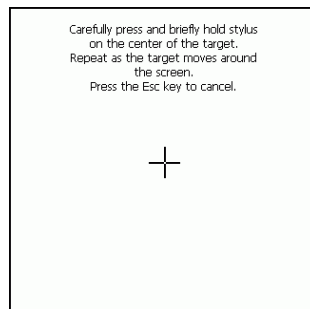 Carefully press and briefly hold stylus
on the center of the target.
Repeat as the target moves around
the screen.
Press the Esc key to cancel.